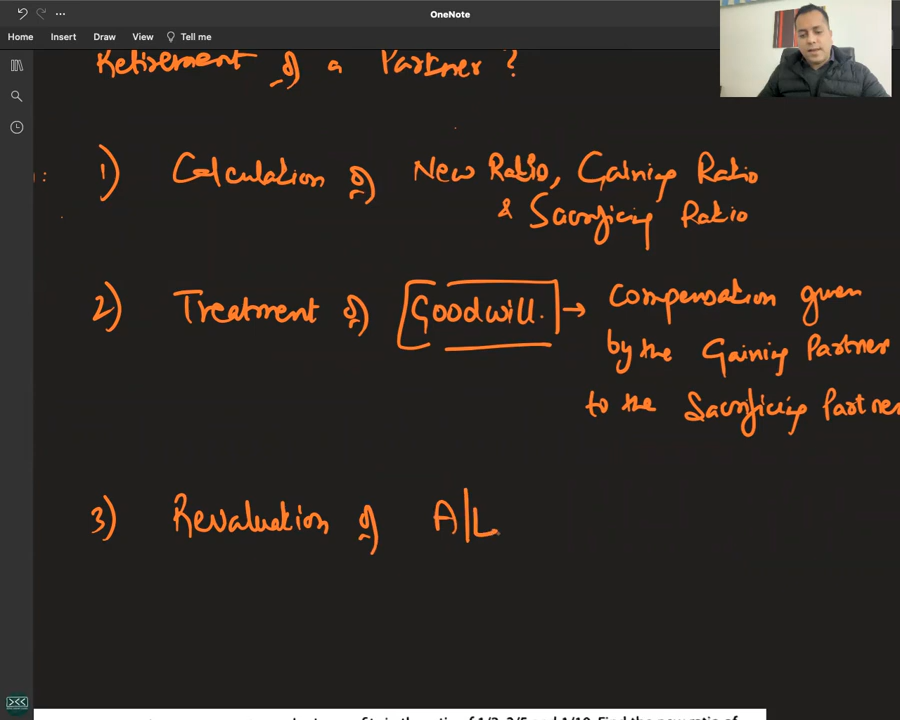 OneNote
Home Insert Draw View Tell me
Retirement of a Partner ?
1) Calculation of New Ratio, Gaining Ratio
& Sacrificing Ratio
2) Treatment of Goodwill. → Compensation given
by the Gaining Partner
to the Sacrificing Partner
3) Revaluation of A|L